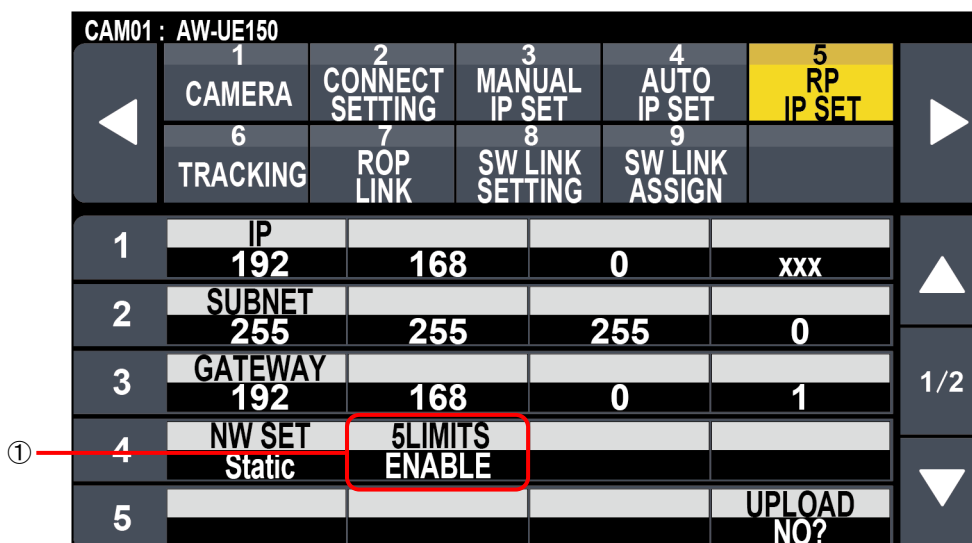 CAM01 : AW-UE150
1 2 3 4 5
CAMERA CONNECT SETTING MANUAL IP SET AUTO IP SET RP IP SET
6 7 8 9
TRACKING ROP LINK SW LINK SETTING SW LINK ASSIGN
1 IP
192 168 0 xxx
2 SUBNET
255 255 255 0
3 GATEWAY
192 168 0 1
1/2
① 4 NW SET 5LIMITS
Static ENABLE
5 UPLOAD
NO?